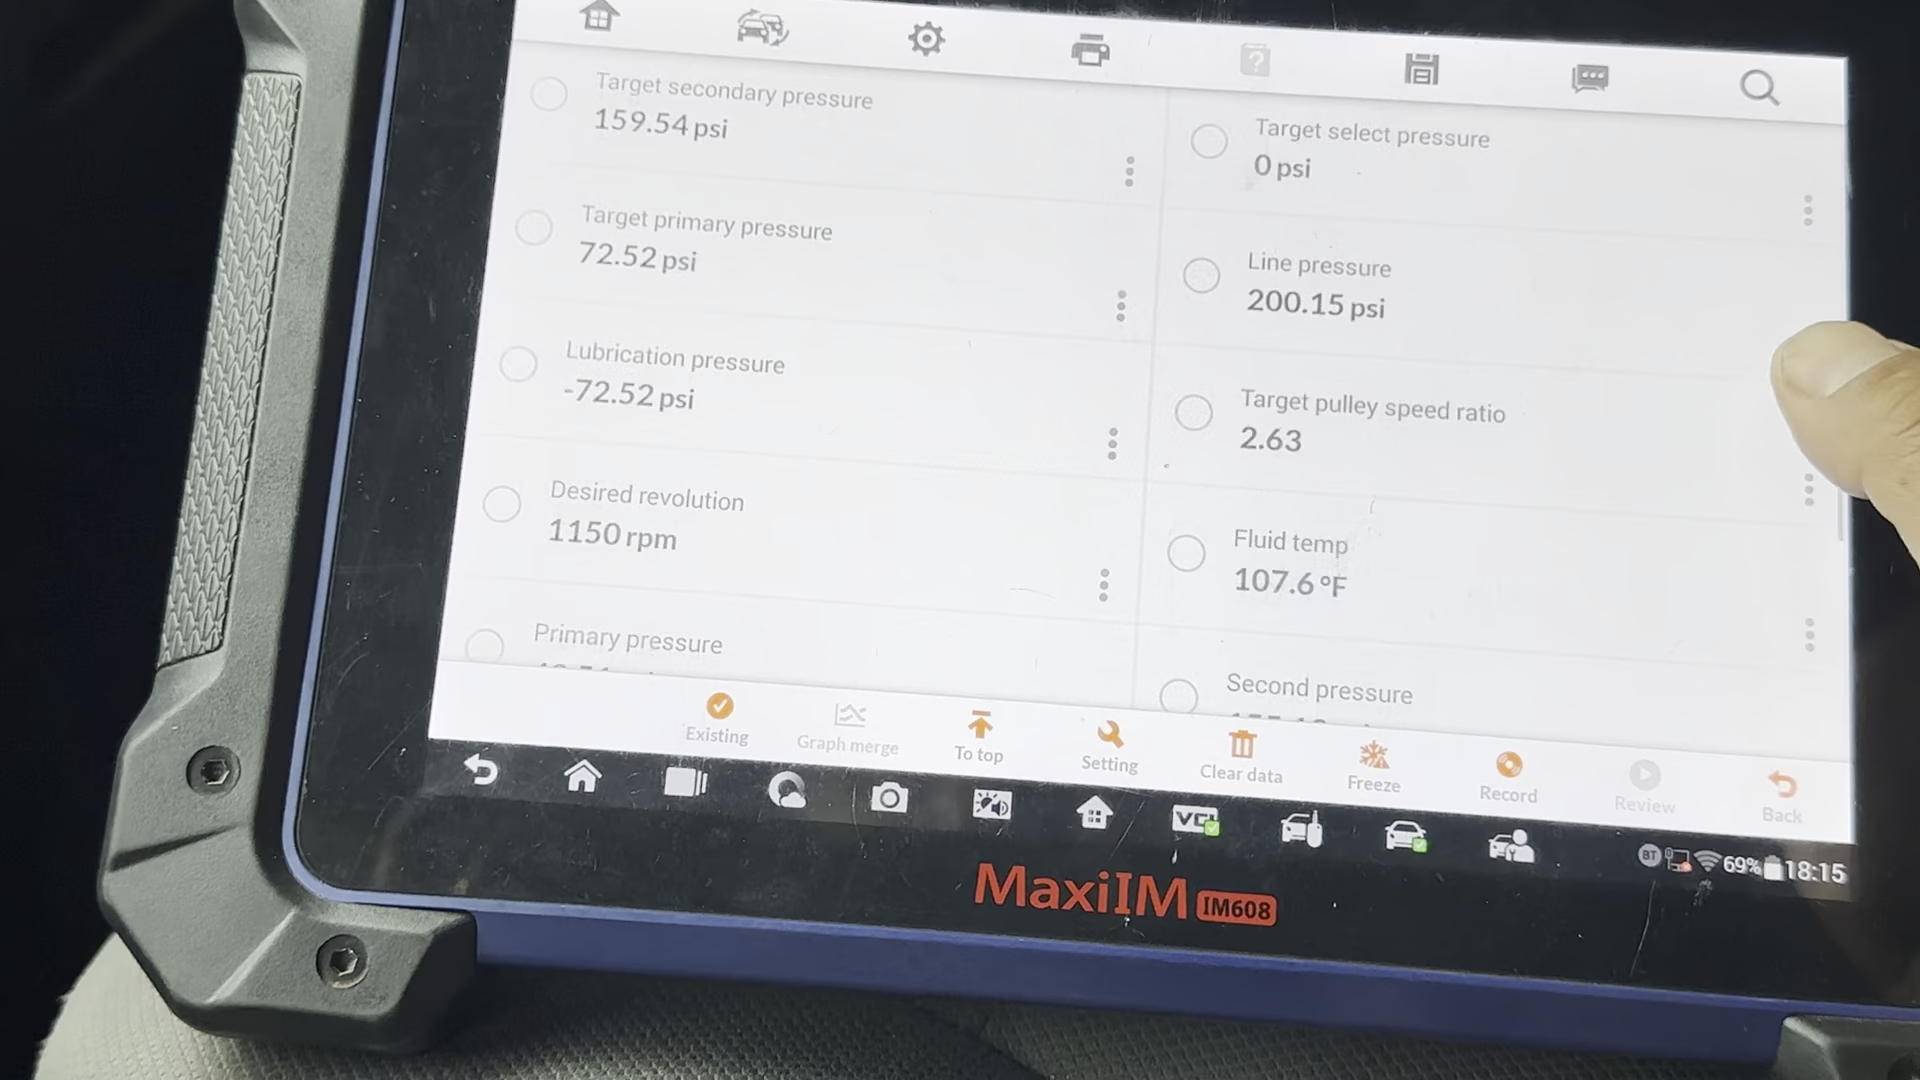 Target secondary pressure
159.54 psi
Target select pressure
0 psi
Target primary pressure
72.52 psi
Line pressure
200.15 psi
Lubrication pressure
-72.52 psi
Target pulley speed ratio
2.63
Desired revolution
1150 rpm
Fluid temp
107.6 °F
Primary pressure
Second pressure
Existing
Graph merge
To top
Setting
Clear data
Freeze
Record
Review
Back
VCI
BT
69%
18:15
MaxiIM IM608